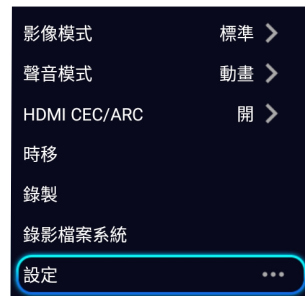 影像模式 標準 >
聲音模式 動畫 >
HDMI CEC/ARC 開 >
時移
錄製
錄影檔案系統
設定 •••